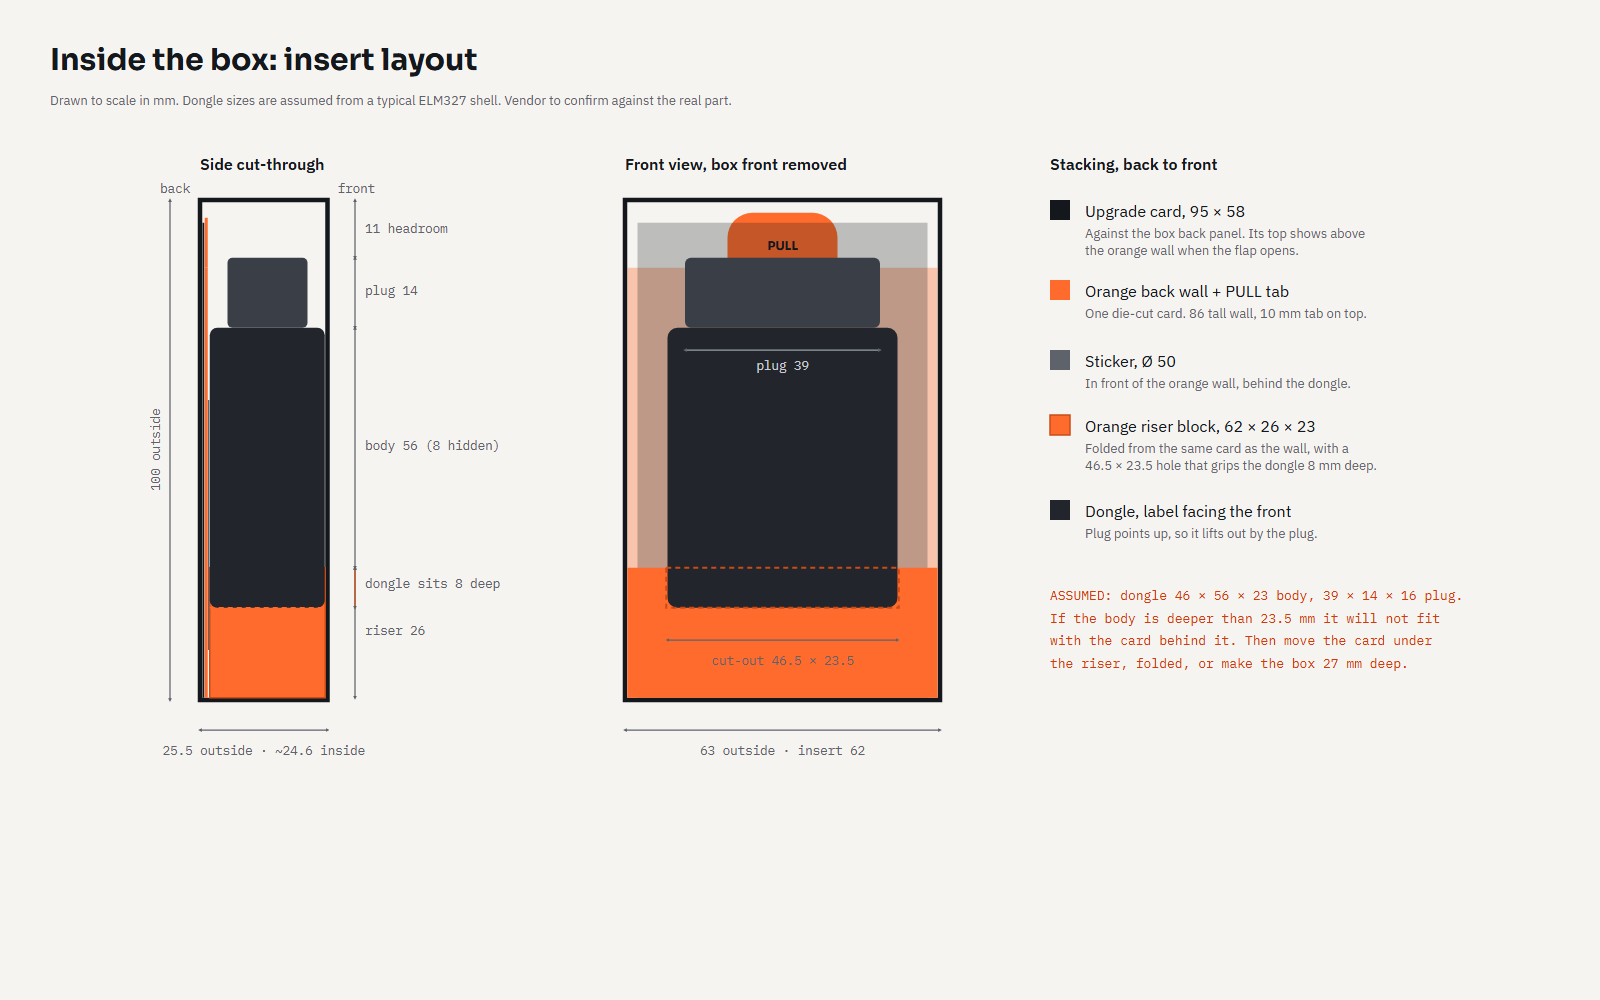 Inside the box: insert layout
Drawn to scale in mm. Dongle sizes are assumed from a typical ELM327 shell. Vendor to confirm against the real part.
Side cut-through
back
front
11 headroom
plug 14
body 56 (8 hidden)
100 outside
dongle sits 8 deep
riser 26
25.5 outside · ~24.6 inside
Front view, box front removed
PULL
plug 39
cut-out 46.5 × 23.5
63 outside · insert 62
Stacking, back to front
Upgrade card, 95 × 58
Against the box back panel. Its top shows above
the orange wall when the flap opens.
Orange back wall + PULL tab
One die-cut card. 86 tall wall, 10 mm tab on top.
Sticker, Ø 50
In front of the orange wall, behind the dongle.
Orange riser block, 62 × 26 × 23
Folded from the same card as the wall, with a
46.5 × 23.5 hole that grips the dongle 8 mm deep.
Dongle, label facing the front
Plug points up, so it lifts out by the plug.
ASSUMED: dongle 46 × 56 × 23 body, 39 × 14 × 16 plug.
If the body is deeper than 23.5 mm it will not fit
with the card behind it. Then move the card under
the riser, folded, or make the box 27 mm deep.